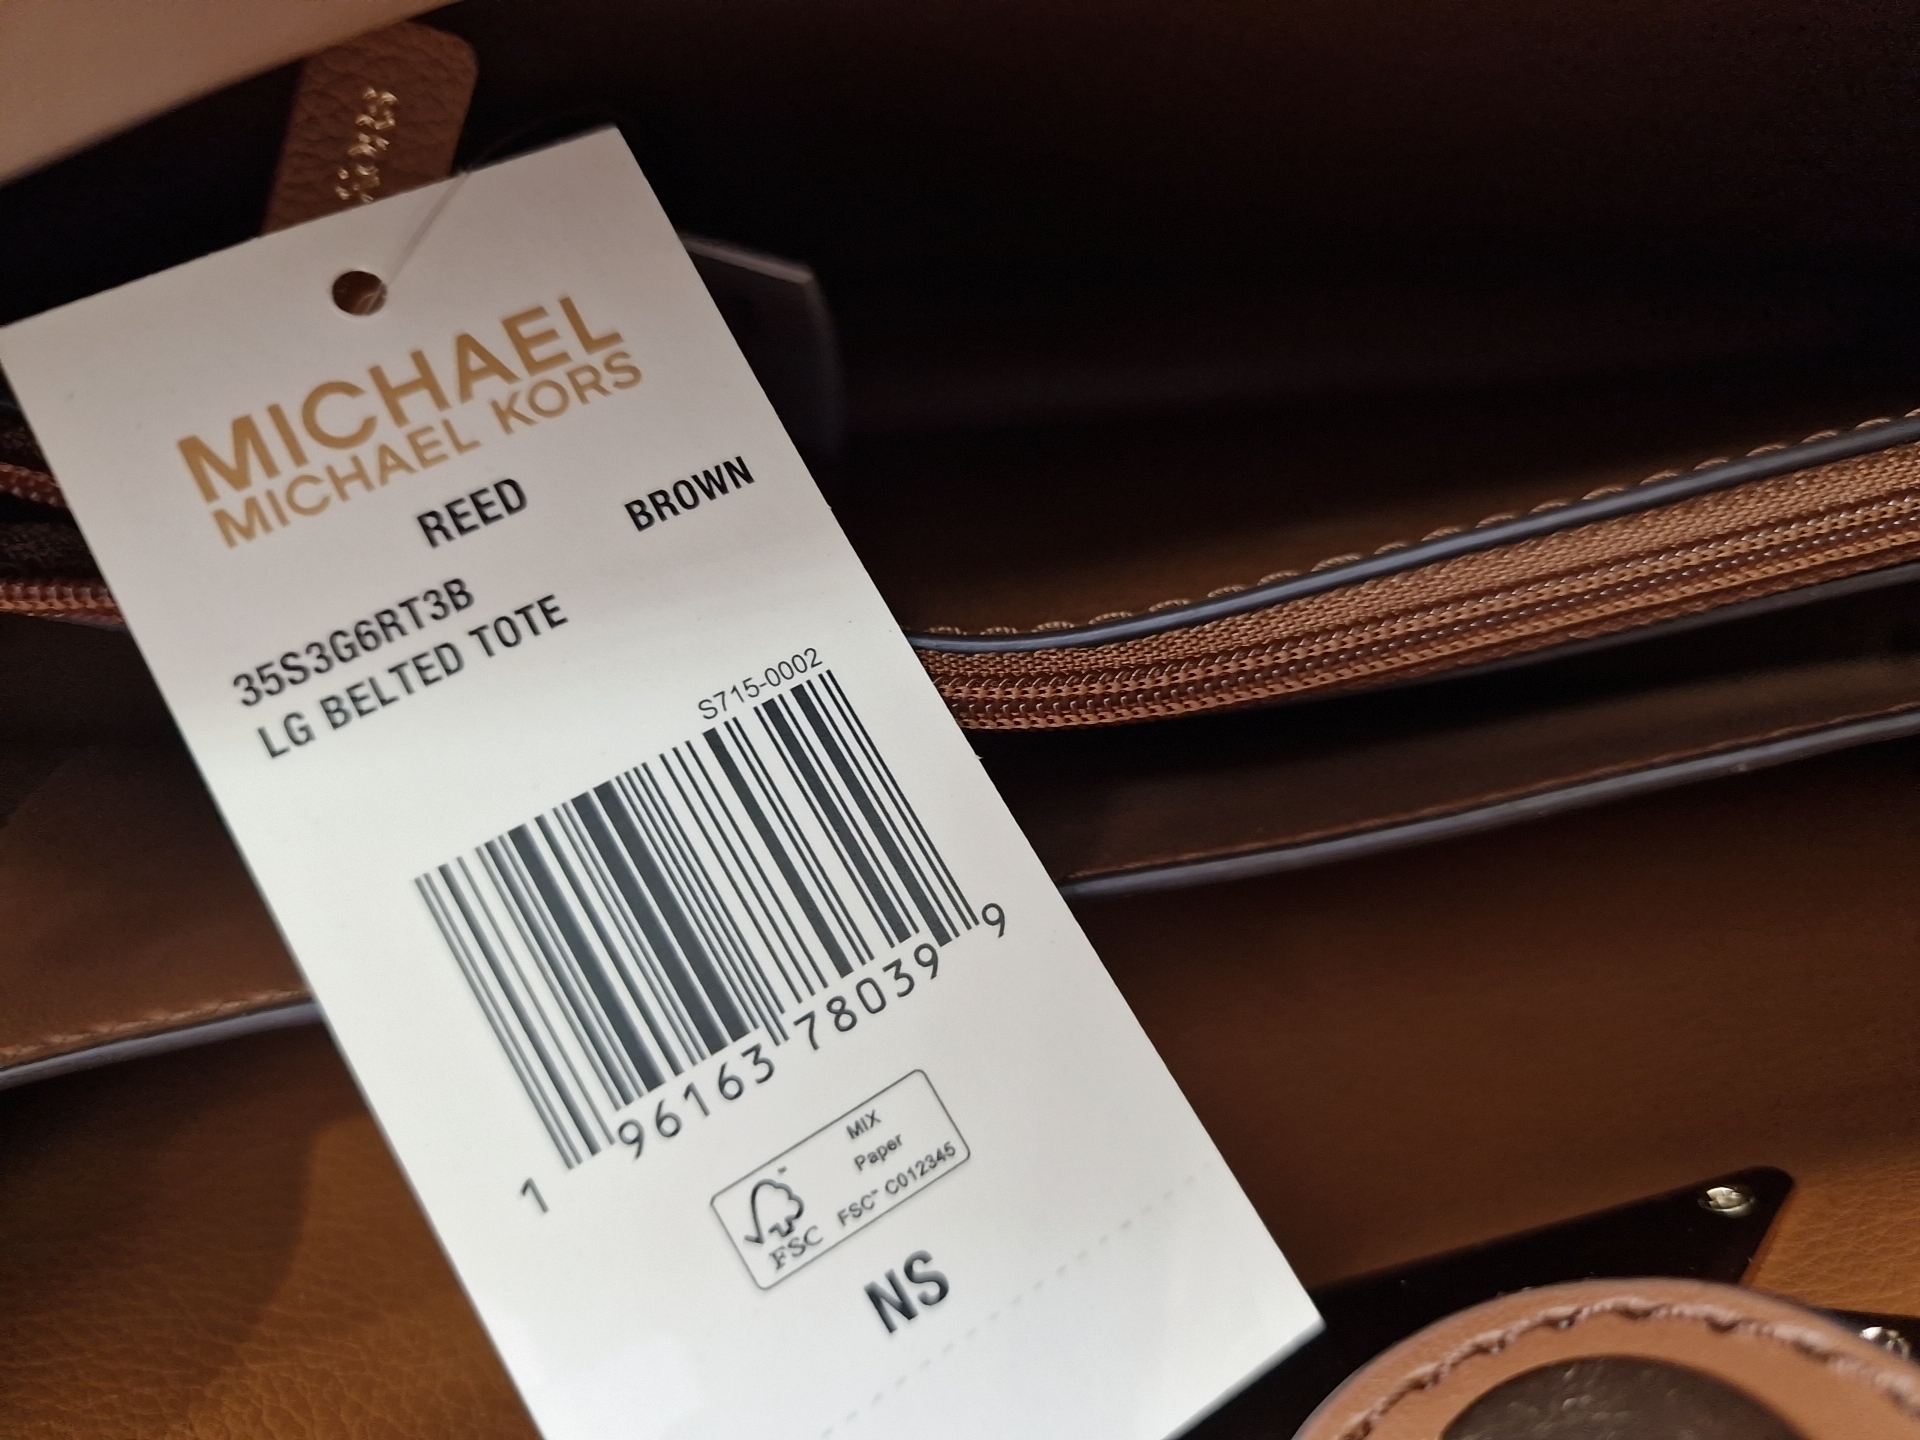 MICHAEL
MICHAEL KORS
REED BROWN
35S3G6RT3B
LG BELTED TOTE
S715-0002
1 96163 78039 9
MIX
Paper
FSC™ C012345
FSC
NS